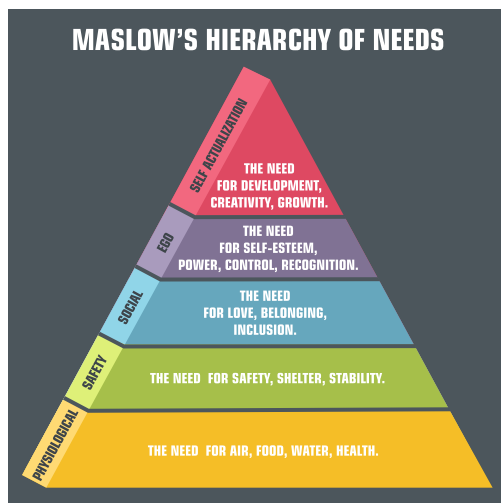 MASLOW'S HIERARCHY OF NEEDS
SELF ACTUALIZATION
THE NEED
FOR DEVELOPMENT,
CREATIVITY, GROWTH.
EGO
THE NEED
FOR SELF-ESTEEM,
POWER, CONTROL, RECOGNITION.
SOCIAL
THE NEED
FOR LOVE, BELONGING,
INCLUSION.
SAFETY
THE NEED FOR SAFETY, SHELTER, STABILITY.
PHYSIOLOGICAL
THE NEED FOR AIR, FOOD, WATER, HEALTH.